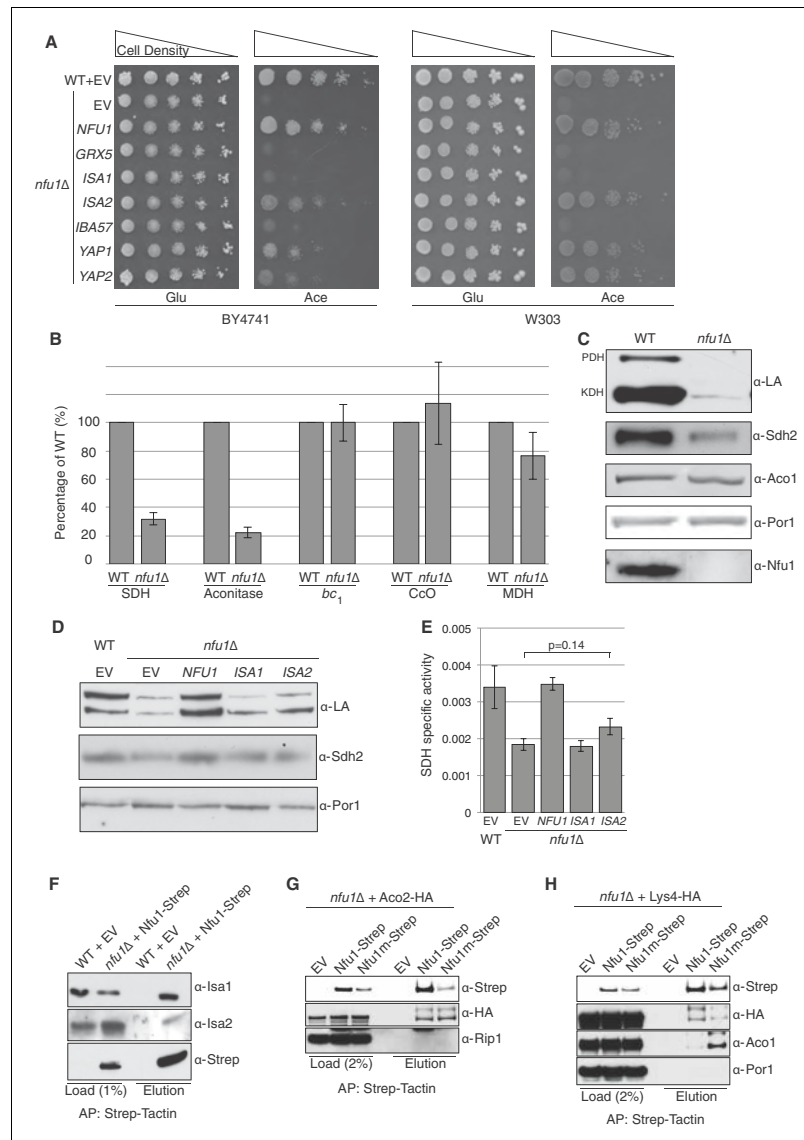 A
Cell Density
WT+EV
EV
NFU1
GRX5
ISA1
nfu1Δ
ISA2
IBA57
YAP1
YAP2
Glu
Ace
Glu
Ace
BY4741
W303
B
Percentage of WT (%)
100
80
60
40
20
0
WT nfu1Δ WT nfu1Δ WT nfu1Δ WT nfu1Δ WT nfu1Δ
SDH Aconitase bc1 CcO MDH
C
WT nfu1Δ
PDH
KDH
α-LA
α-Sdh2
α-Aco1
α-Por1
α-Nfu1
D
WT nfu1Δ
EV EV NFU1 ISA1 ISA2
α-LA
α-Sdh2
α-Por1
E
SDH specific activity
0.005
0.004
0.003
0.002
0.001
0.000
p=0.14
EV EV NFU1 ISA1 ISA2
WT nfu1Δ
F
WT + EV
nfu1Δ + Nfu1-Strep
WT + EV
nfu1Δ + Nfu1-Strep
α-Isa1
α-Isa2
α-Strep
Load (1%) Elution
AP: Strep-Tactin
G
nfu1Δ + Aco2-HA
EV
Nfu1-Strep
Nfu1m-Strep
EV
Nfu1-Strep
Nfu1m-Strep
α-Strep
α-HA
α-Rip1
Load (2%) Elution
AP: Strep-Tactin
H
nfu1Δ + Lys4-HA
EV
Nfu1-Strep
Nfu1m-Strep
EV
Nfu1-Strep
Nfu1m-Strep
α-Strep
α-HA
α-Aco1
α-Por1
Load (2%) Elution
AP: Strep-Tactin